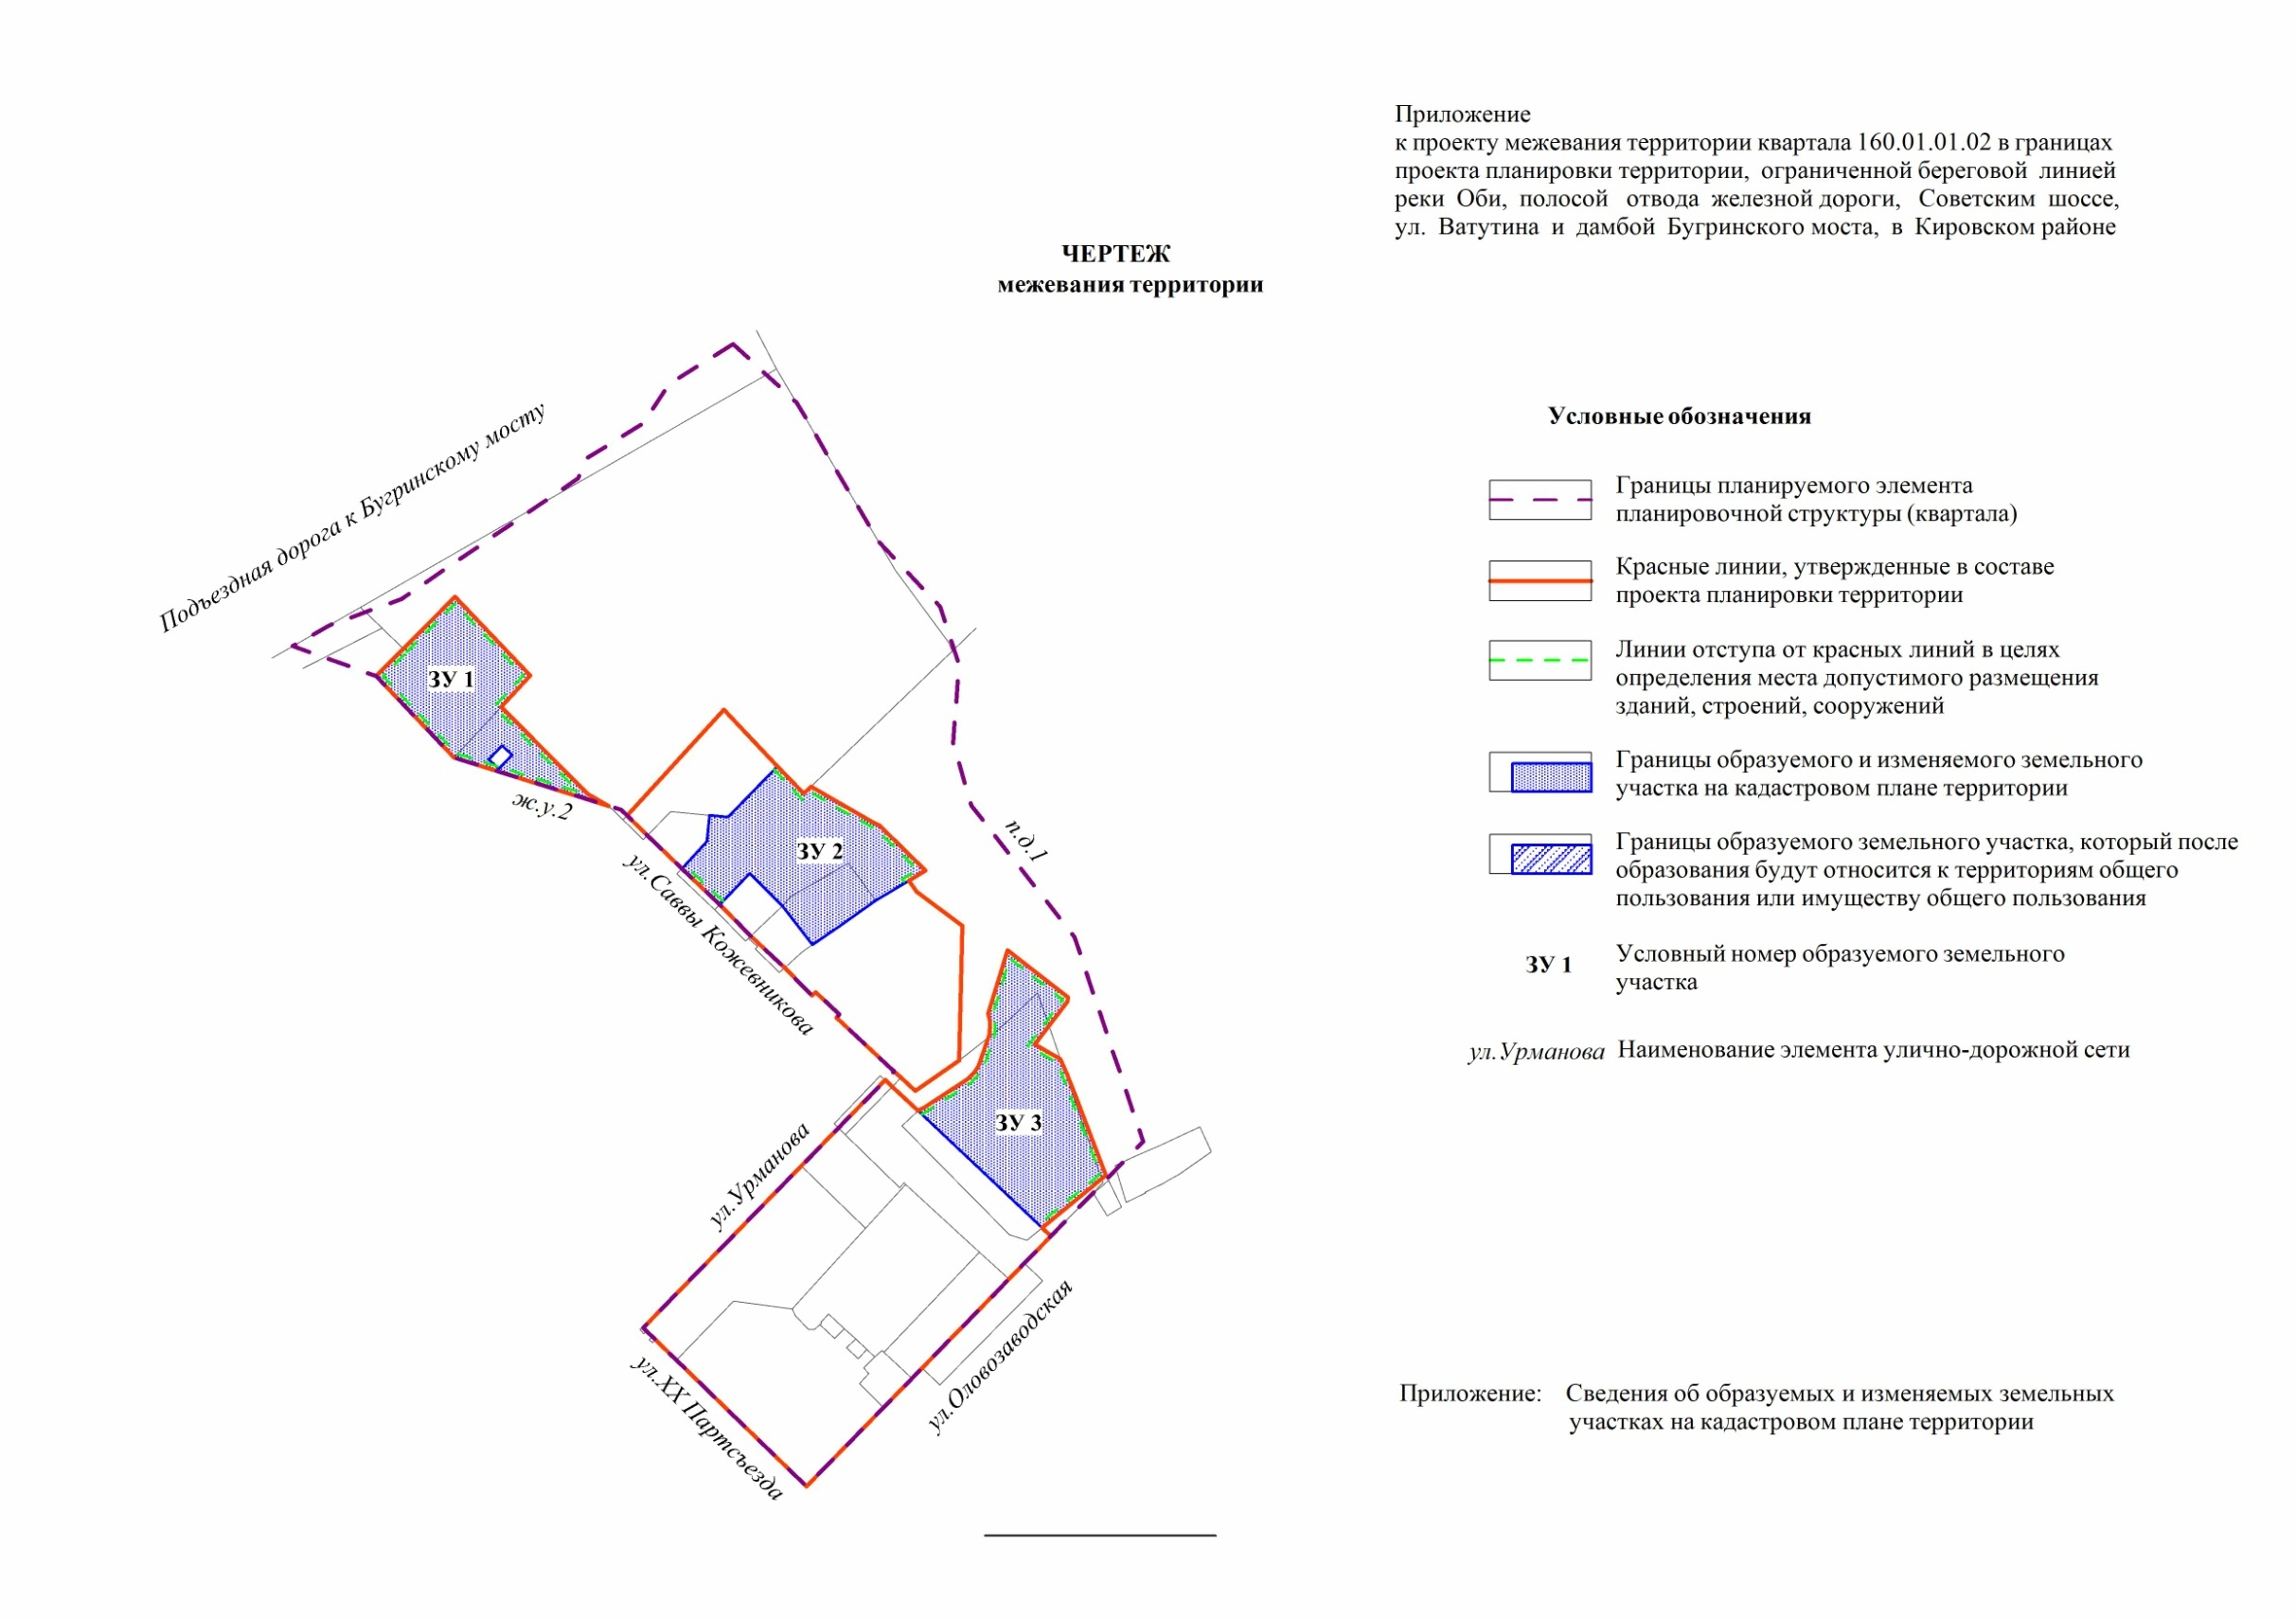 Приложение
к проекту межевания территории квартала 160.01.01.02 в границах
проекта планировки территории, ограниченной береговой линией
реки Оби, полосой отвода железной дороги, Советским шоссе,
ул. Ватутина и дамбой Бугринского моста, в Кировском районе
ЧЕРТЕЖ
межевания территории
Подъездная дорога к Бугринскому мосту
ЗУ 1
ж.у.2
ЗУ 2
п.д.1
ул.Саввы Кожевникова
ЗУ 3
ул.Урманова
ул.Оловозаводская
ул.XX Партсъезда
Условные обозначения
Границы планируемого элемента
планировочной структуры (квартала)
Красные линии, утвержденные в составе
проекта планировки территории
Линии отступа от красных линий в целях
определения места допустимого размещения
зданий, строений, сооружений
Границы образуемого и изменяемого земельного
участка на кадастровом плане территории
Границы образуемого земельного участка, который после
образования будут относится к территориям общего
пользования или имуществу общего пользования
ЗУ 1 Условный номер образуемого земельного
участка
ул.Урманова Наименование элемента улично-дорожной сети
Приложение: Сведения об образуемых и изменяемых земельных
участках на кадастровом плане территории